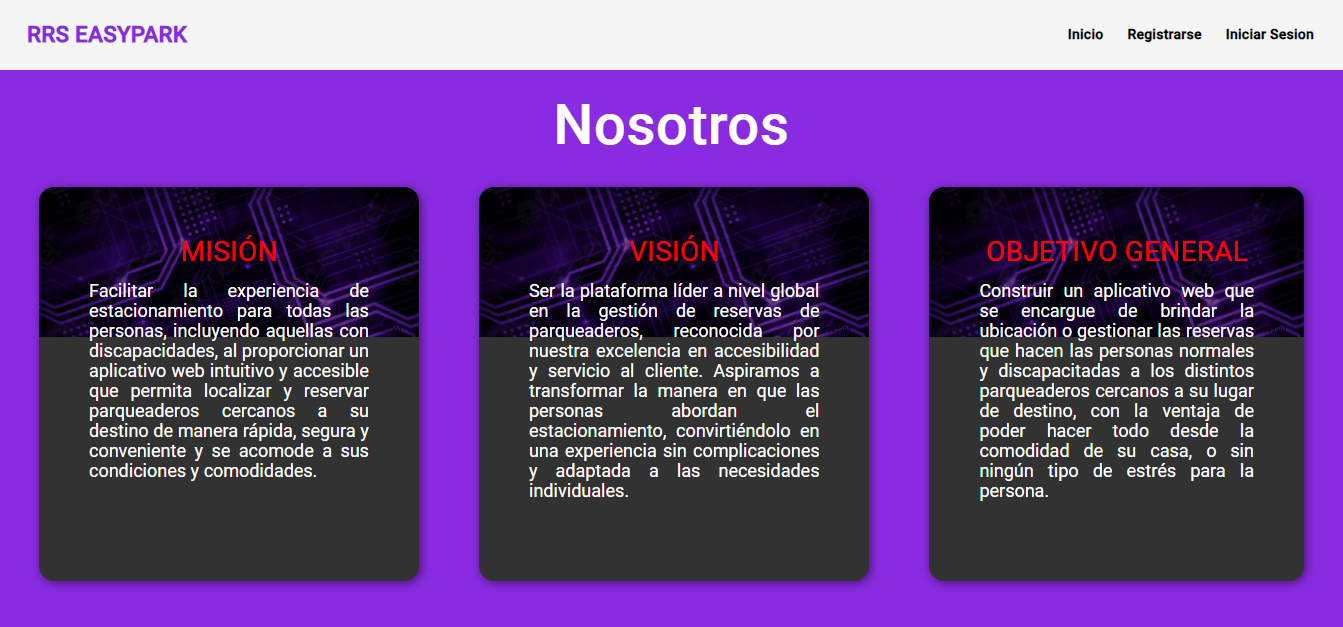 RRS EASYPARK
Inicio Registrarse Iniciar Sesion
Nosotros
MISIÓN
Facilitar la experiencia de
estacionamiento para todas las
personas, incluyendo aquellas con
discapacidades, al proporcionar un
aplicativo web intuitivo y accesible
que permita localizar y reservar
parqueaderos cercanos a su
destino de manera rápida, segura y
conveniente y se acomode a sus
condiciones y comodidades.
VISIÓN
Ser la plataforma líder a nivel global
en la gestión de reservas de
parqueaderos, reconocida por
nuestra excelencia en accesibilidad
y servicio al cliente. Aspiramos a
transformar la manera en que las
personas abordan el
estacionamiento, convirtiéndolo en
una experiencia sin complicaciones
y adaptada a las necesidades
individuales.
OBJETIVO GENERAL
Construir un aplicativo web que
se encargue de brindar la
ubicación o gestionar las reservas
que hacen las personas normales
y discapacitadas a los distintos
parqueaderos cercanos a su lugar
de destino, con la ventaja de
poder hacer todo desde la
comodidad de su casa, o sin
ningún tipo de estrés para la
persona.